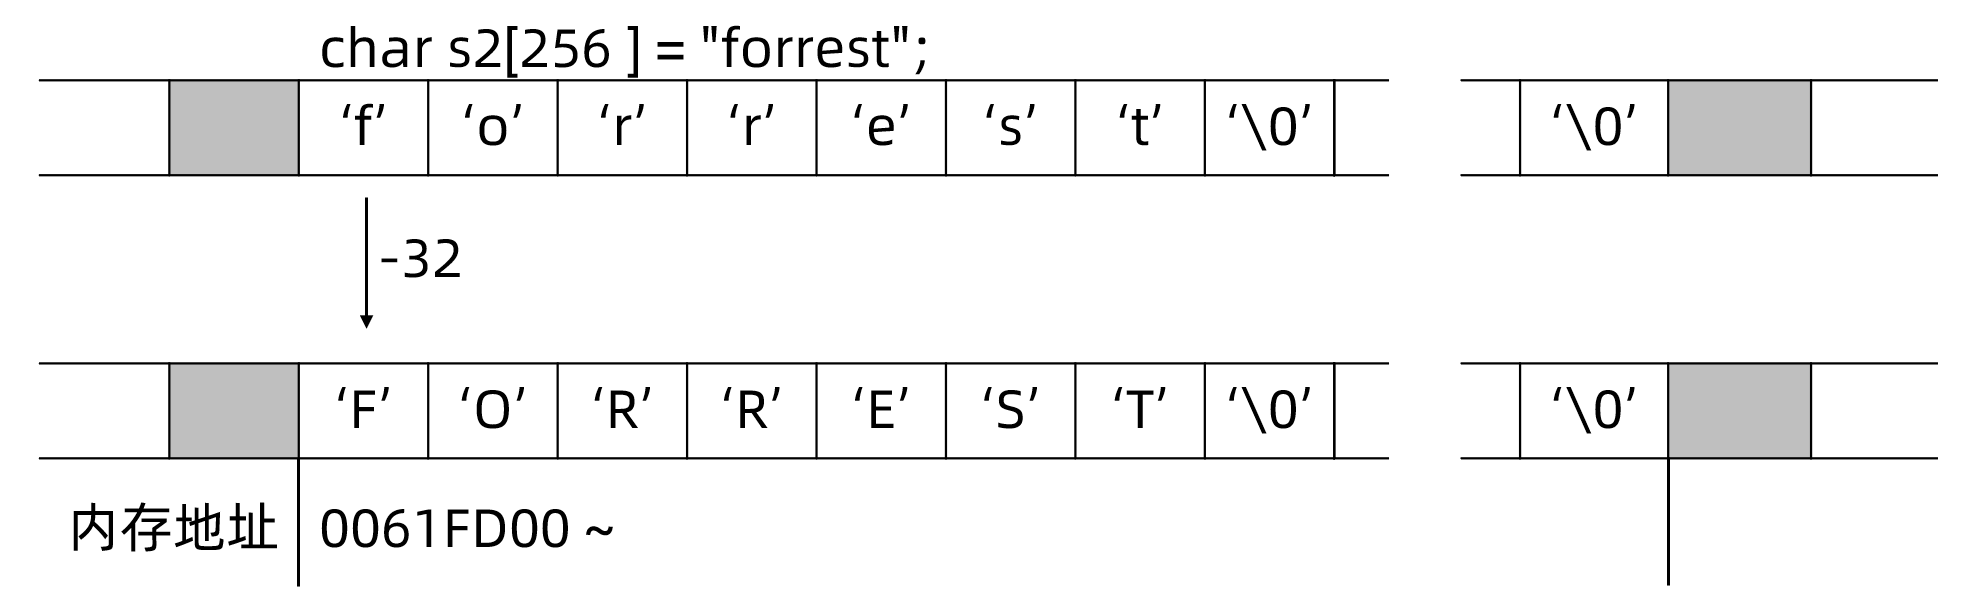 char s2[256 ] = "forrest";
‘f’ ‘o’ ‘r’ ‘r’ ‘e’ ‘s’ ‘t’ ‘\0’ ‘\0’
-32
‘F’ ‘O’ ‘R’ ‘R’ ‘E’ ‘S’ ‘T’ ‘\0’ ‘\0’
内存地址 0061FD00 ~